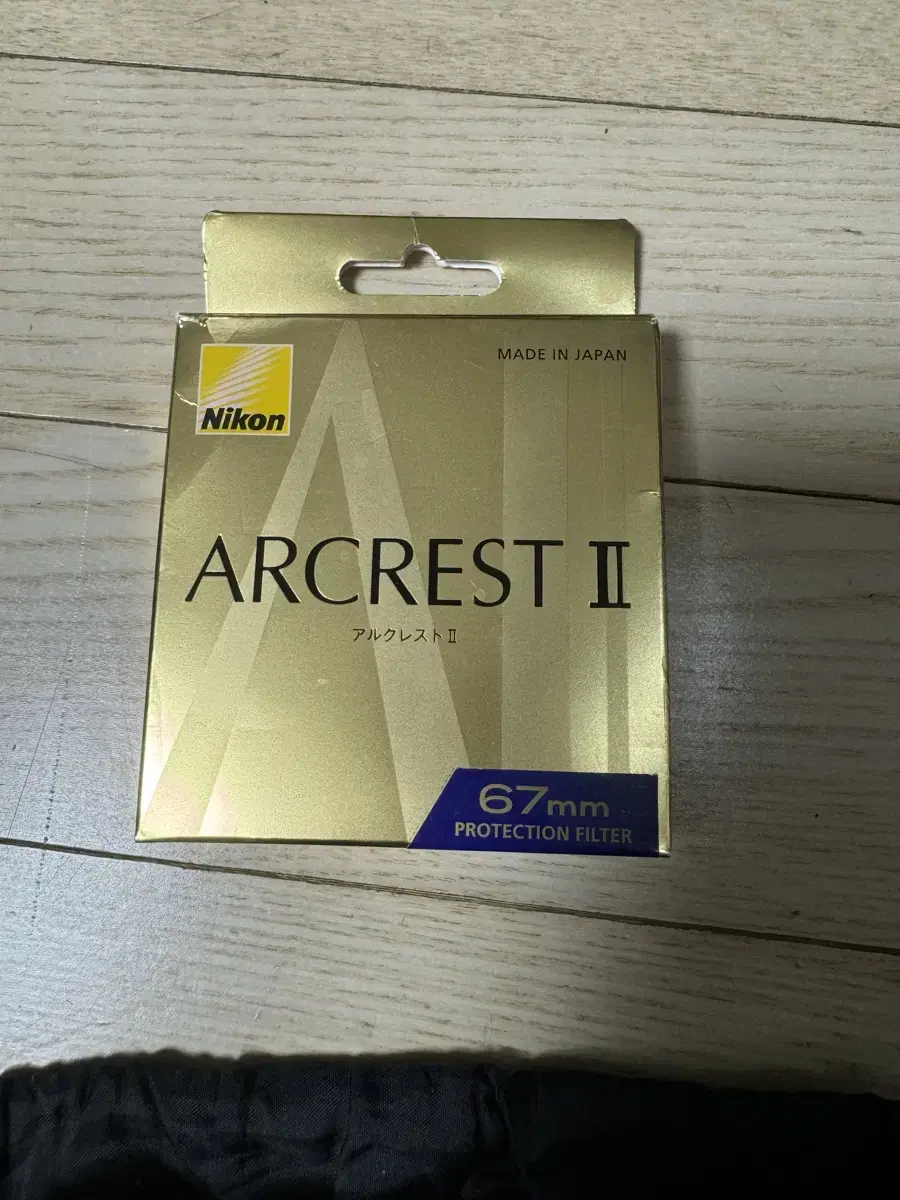 MADE IN JAPAN
Nikon
ARCREST II
アルクレストII
67mm
PROTECTION FILTER